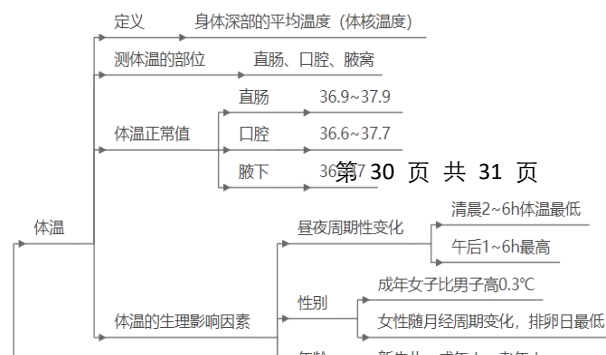 定义
身体深部的平均温度（体核温度）
测体温的部位
直肠、口腔、腋窝
体温正常值
直肠
36.9~37.9
口腔
36.6~37.7
腋下
第 30 页 共 31 页
体温
昼夜周期性变化
清晨2~6h体温最低
午后1~6h最高
体温的生理影响因素
性别
成年女子比男子高0.3℃
女性随月经周期变化，排卵日最低